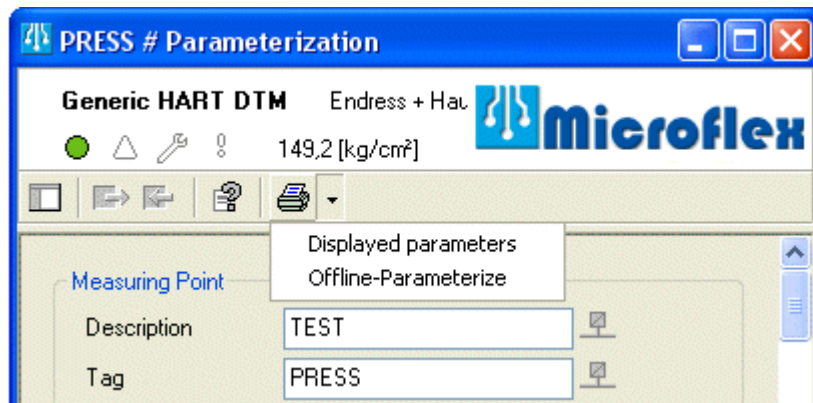 PRESS # Parameterization
Generic HART DTM Endress + Hau
Microflex
149,2 [kg/cm²]
Displayed parameters
Offline-Parameterize
Measuring Point
Description TEST
Tag PRESS